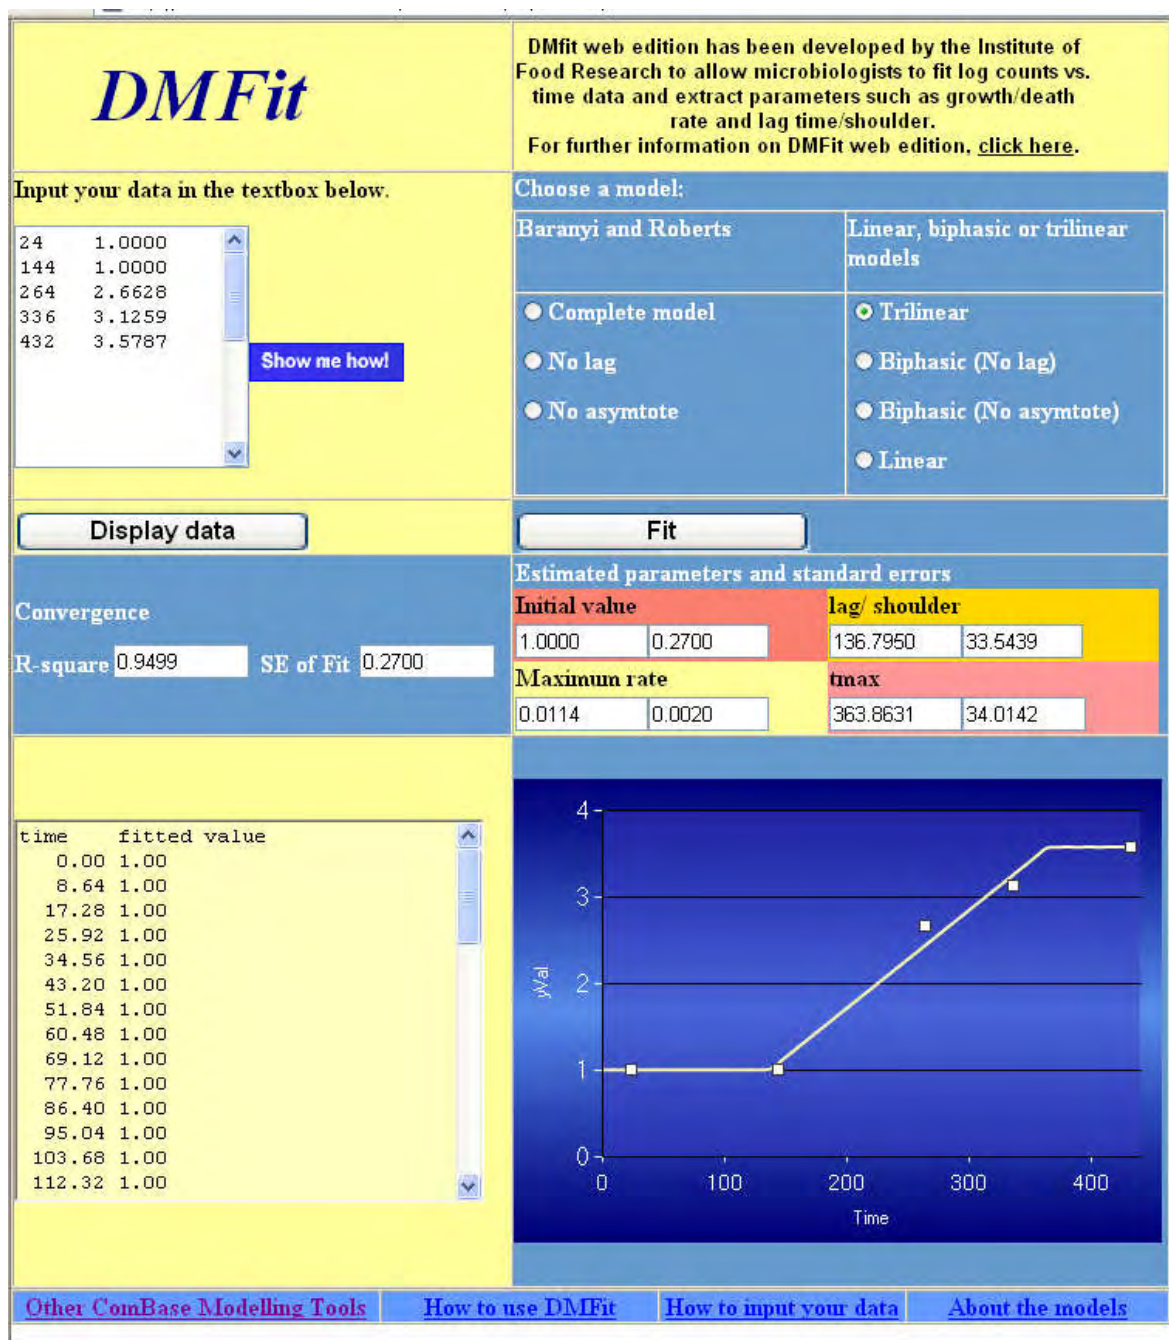 DMFit
DMfit web edition has been developed by the Institute of
Food Research to allow microbiologists to fit log counts vs.
time data and extract parameters such as growth/death
rate and lag time/shoulder.
For further information on DMFit web edition, click here.
Input your data in the textbox below.
24 1.0000
144 1.0000
264 2.6628
336 3.1259
432 3.5787
Show me how!
Choose a model:
Baranyi and Roberts
Linear, biphasic or trilinear
models
Complete model
No lag
No asymtote
Trilinear
Biphasic (No lag)
Biphasic (No asymtote)
Linear
Display data
Fit
Convergence
R-square 0.9499 SE of Fit 0.2700
Estimated parameters and standard errors
Initial value
1.0000 0.2700
lag/ shoulder
136.7950 33.5439
Maximum rate
0.0114 0.0020
tmax
363.8631 34.0142
time fitted value
0.00 1.00
8.64 1.00
17.28 1.00
25.92 1.00
34.56 1.00
43.20 1.00
51.84 1.00
60.48 1.00
69.12 1.00
77.76 1.00
86.40 1.00
95.04 1.00
103.68 1.00
112.32 1.00
4
3
2
1
0
yVal
0 100 200 300 400
Time
Other ComBase Modelling Tools How to use DMFit How to input your data About the models